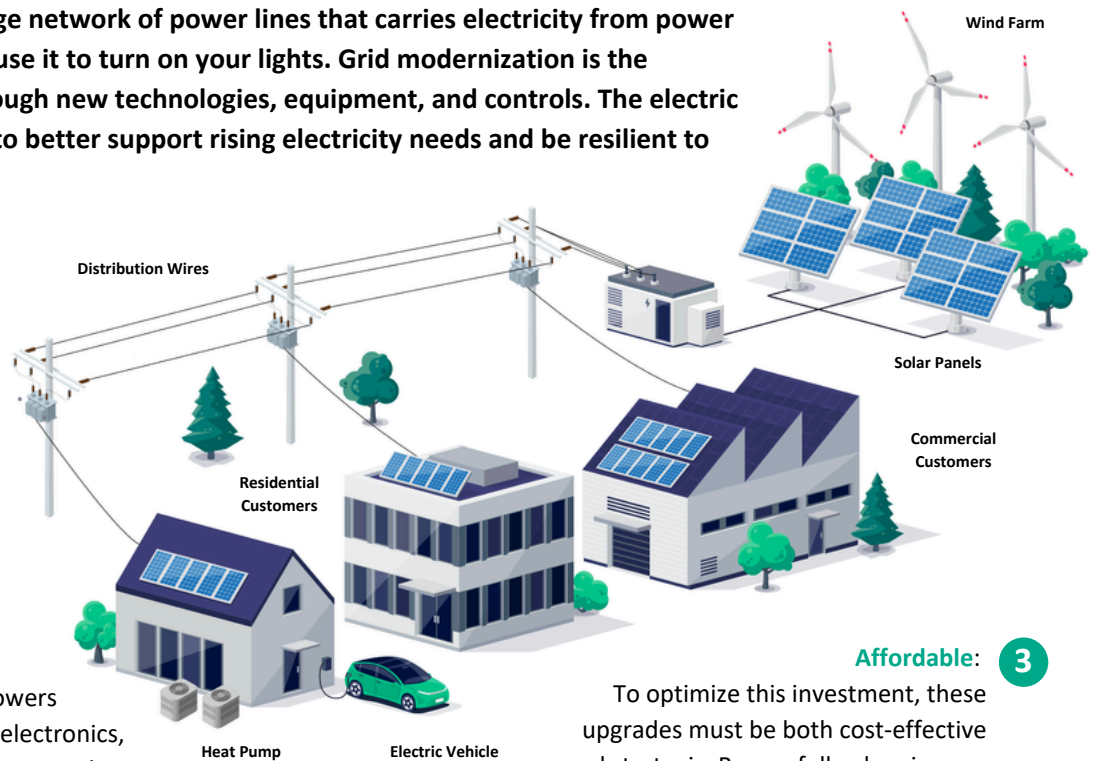 ge network of power lines that carries electricity from power
Wind Farm
use it to turn on your lights. Grid modernization is the
ough new technologies, equipment, and controls. The electric
to better support rising electricity needs and be resilient to
Distribution Wires
Solar Panels
Commercial
Customers
Residential
Customers
Affordable:
3
owers
To optimize this investment, these
electronics,
upgrades must be both cost-effective
Heat Pump
Electric Vehicle